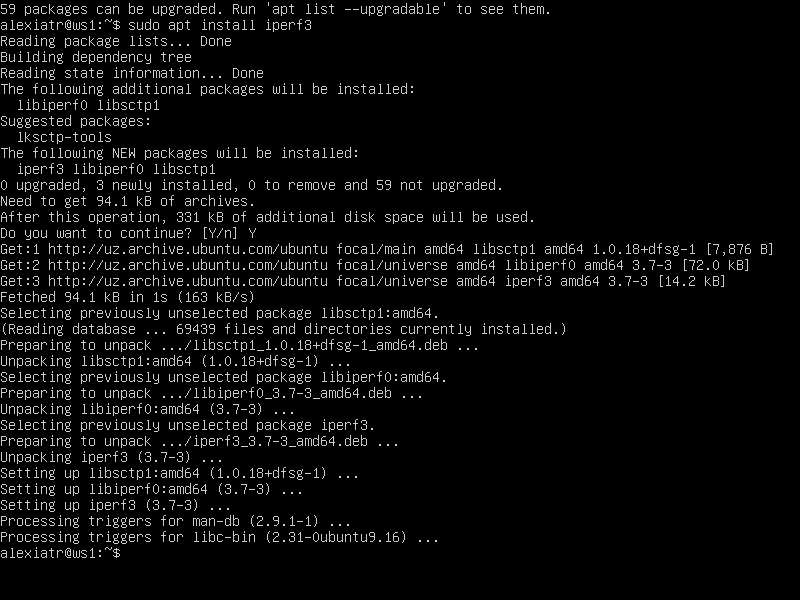 59 packages can be upgraded. Run 'apt list --upgradable' to see them.
alexiatr@ws1:~$ sudo apt install iperf3
Reading package lists... Done
Building dependency tree
Reading state information... Done
The following additional packages will be installed:
  libiperf0 libsctp1
Suggested packages:
  lksctp-tools
The following NEW packages will be installed:
  iperf3 libiperf0 libsctp1
0 upgraded, 3 newly installed, 0 to remove and 59 not upgraded.
Need to get 94.1 kB of archives.
After this operation, 331 kB of additional disk space will be used.
Do you want to continue? [Y/n] Y
Get:1 http://uz.archive.ubuntu.com/ubuntu focal/main amd64 libsctp1 amd64 1.0.18+dfsg-1 [7,876 B]
Get:2 http://uz.archive.ubuntu.com/ubuntu focal/universe amd64 libiperf0 amd64 3.7-3 [72.0 kB]
Get:3 http://uz.archive.ubuntu.com/ubuntu focal/universe amd64 iperf3 amd64 3.7-3 [14.2 kB]
Fetched 94.1 kB in 1s (163 kB/s)
Selecting previously unselected package libsctp1:amd64.
(Reading database ... 69439 files and directories currently installed.)
Preparing to unpack .../libsctp1_1.0.18+dfsg-1_amd64.deb ...
Unpacking libsctp1:amd64 (1.0.18+dfsg-1) ...
Selecting previously unselected package libiperf0:amd64.
Preparing to unpack .../libiperf0_3.7-3_amd64.deb ...
Unpacking libiperf0:amd64 (3.7-3) ...
Selecting previously unselected package iperf3.
Preparing to unpack .../iperf3_3.7-3_amd64.deb ...
Unpacking iperf3 (3.7-3) ...
Setting up libsctp1:amd64 (1.0.18+dfsg-1) ...
Setting up libiperf0:amd64 (3.7-3) ...
Setting up iperf3 (3.7-3) ...
Processing triggers for man-db (2.9.1-1) ...
Processing triggers for libc-bin (2.31-0ubuntu9.16) ...
alexiatr@ws1:~$